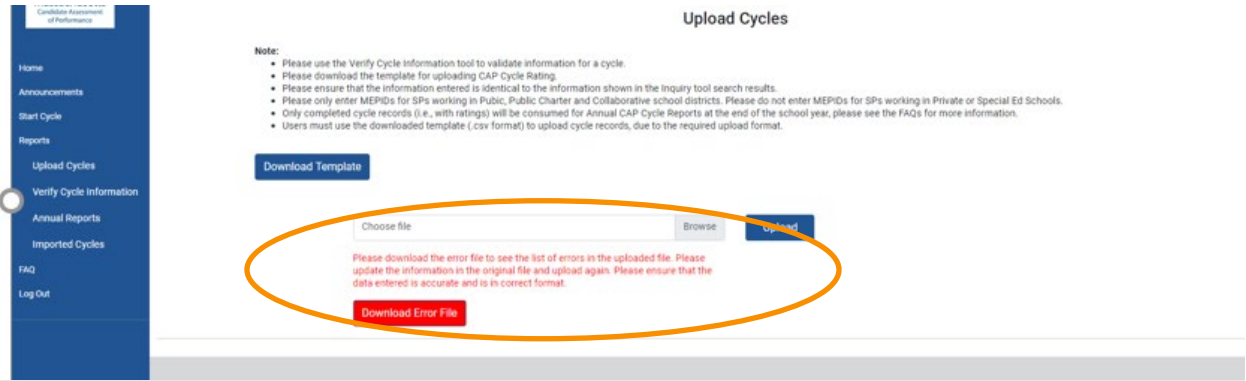 Candidate Assessment
of Performance
Home
Announcements
Start Cycle
Reports
Upload Cycles
Verify Cycle Information
Annual Reports
Imported Cycles
FAQ
Log Out
Upload Cycles
Note:
• Please use the Verify Cycle Information tool to validate information for a cycle.
• Please download the template for uploading CAP Cycle Rating.
• Please ensure that the information entered is identical to the information shown in the Inquiry tool search results.
• Please only enter MEPIDs for SPs working in Pubic, Public Charter and Collaborative school districts. Please do not enter MEPIDs for SPs working in Private or Special Ed Schools.
• Only completed cycle records (i.e., with ratings) will be consumed for Annual CAP Cycle Reports at the end of the school year, please see the FAQs for more information.
• Users must use the downloaded template (.csv format) to upload cycle records, due to the required upload format.
Download Template
Choose file Browse Upload
Please download the error file to see the list of errors in the uploaded file. Please
update the information in the original file and upload again. Please ensure that the
data entered is accurate and is in correct format.
Download Error File